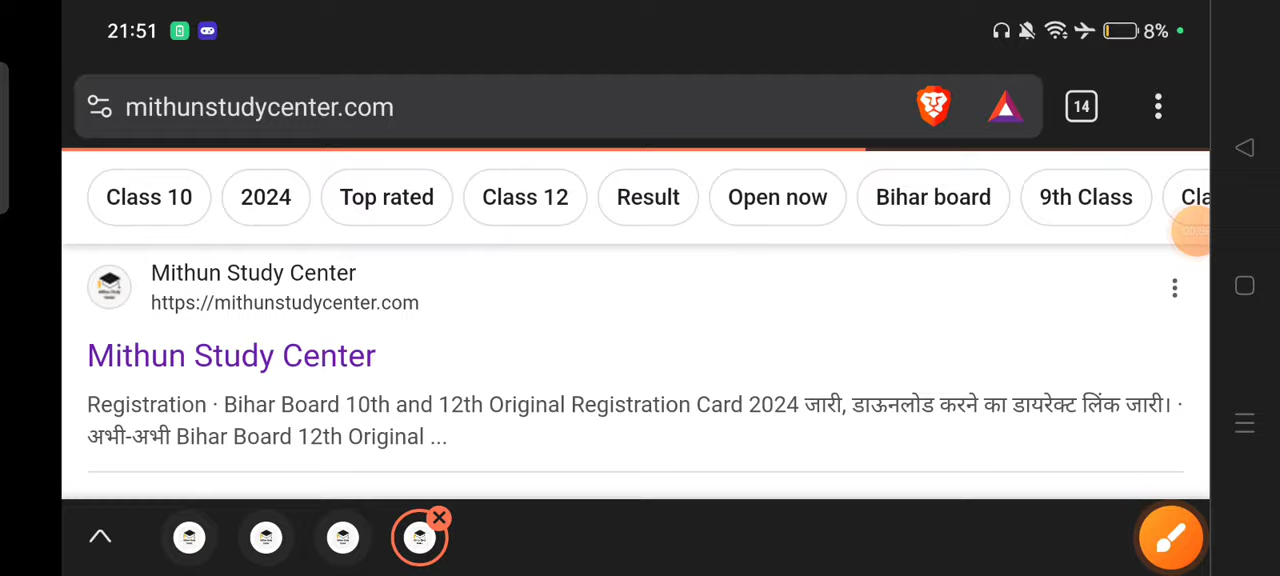 21:51 8%
mithunstudycenter.com 14
Class 10 2024 Top rated Class 12 Result Open now Bihar board 9th Class Cla
Mithun Study Center
https://mithunstudycenter.com
Mithun Study Center
Registration · Bihar Board 10th and 12th Original Registration Card 2024 जारी, डाऊनलोड करने का डायरेक्ट लिंक जारी। ·
अभी-अभी Bihar Board 12th Original ...